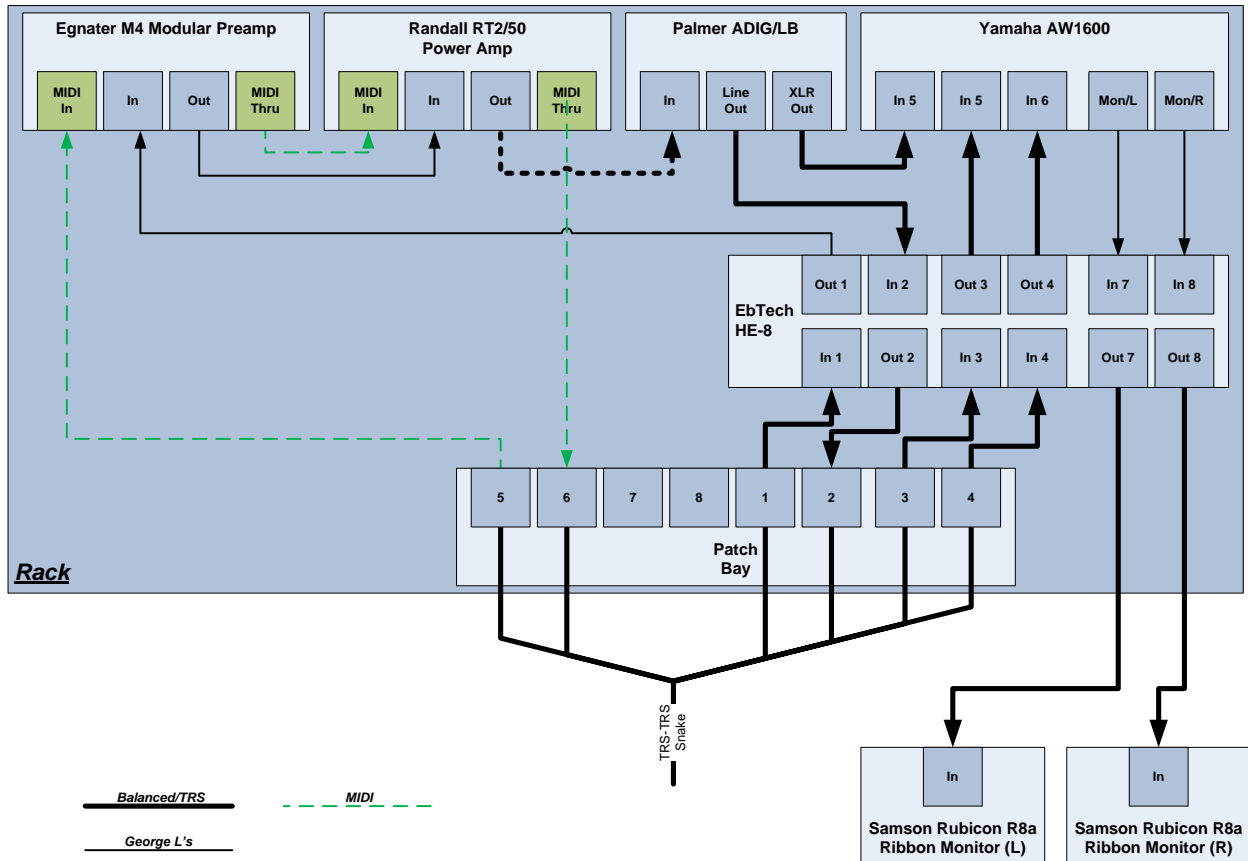 Egnater M4 Modular Preamp
MIDI
In
In
Out
MIDI
Thru
Randall RT2/50
Power Amp
MIDI
In
In
Out
MIDI
Thru
Palmer ADIG/LB
In
Line
Out
XLR
Out
Yamaha AW1600
In 5
In 5
In 6
Mon/L
Mon/R
EbTech
HE-8
Out 1
In 2
Out 3
Out 4
In 7
In 8
In 1
Out 2
In 3
In 4
Out 7
Out 8
5
6
7
8
1
2
3
4
Patch
Bay
Rack
TRS-TRS
Snake
In
Samson Rubicon R8a
Ribbon Monitor (L)
In
Samson Rubicon R8a
Ribbon Monitor (R)
Balanced/TRS
MIDI
George L's